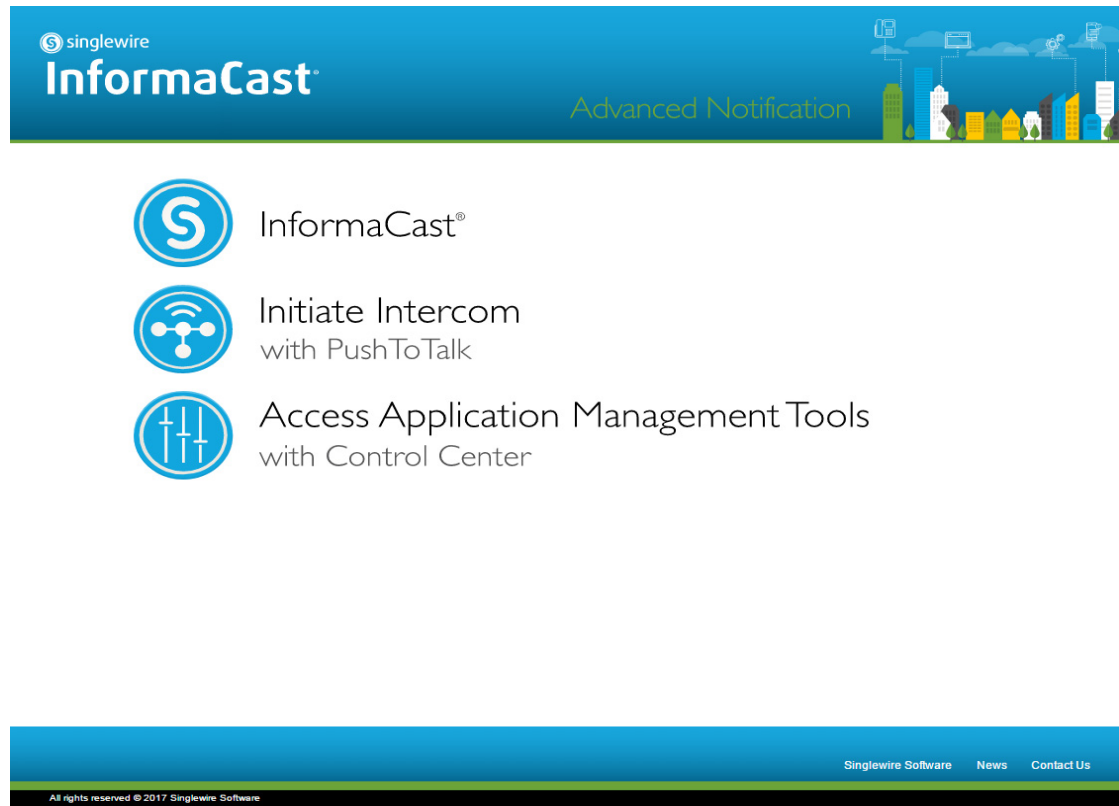 singlewire
InformaCast®
Advanced Notification
InformaCast®
Initiate Intercom
with PushToTalk
Access Application Management Tools
with Control Center
Singlewire Software News Contact Us
All rights reserved © 2017 Singlewire Software